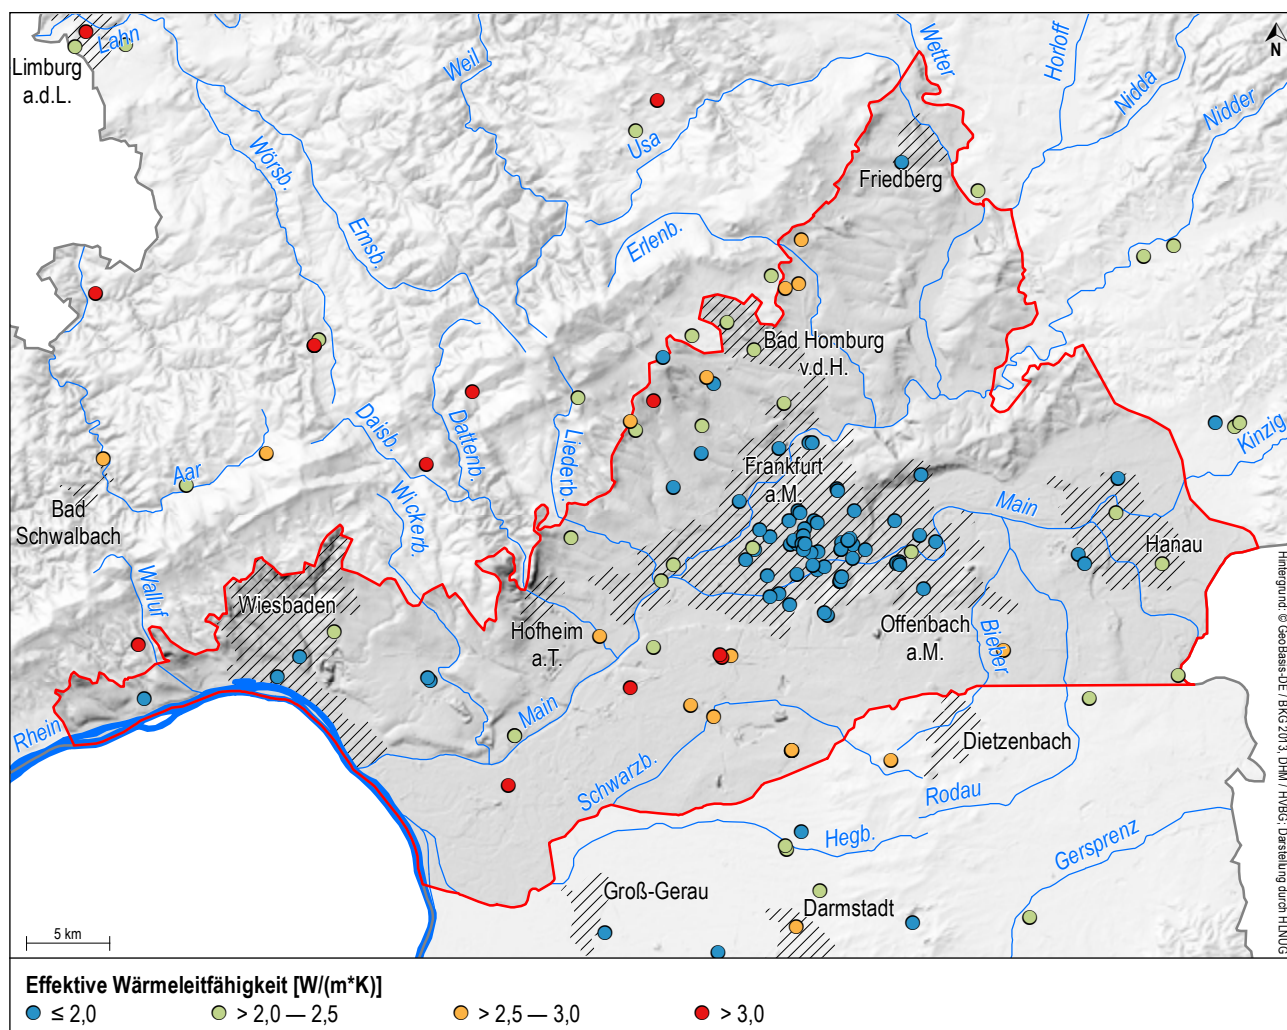 Limburg
a.d.L.
Lahn
Weil
Wetter
Horloff
Nidda
Nidder
N
Wörsb.
Emsb.
Usa
Friedberg
Erlenb.
Bad Homburg
v.d.H.
Daisb.
Dattenb.
Liederb.
Kinzig
Aar
Bad
Schwalbach
Wickerb.
Frankfurt
a.M.
Main
Hanau
Walluf
Wiesbaden
Hofheim
a.T.
Offenbach
a.M.
Bieber
Rhein
Main
Schwarzb.
Dietzenbach
Rodau
Hegb.
Gersprenz
Groß-Gerau
Darmstadt
5 km
Hintergrund: © GeoBasis-DE / BKG 2013, DHM / HVBG; Darstellung durch HLNUG
Effektive Wärmeleitfähigkeit [W/(m*K)]
≤ 2,0 > 2,0 — 2,5 > 2,5 — 3,0 > 3,0